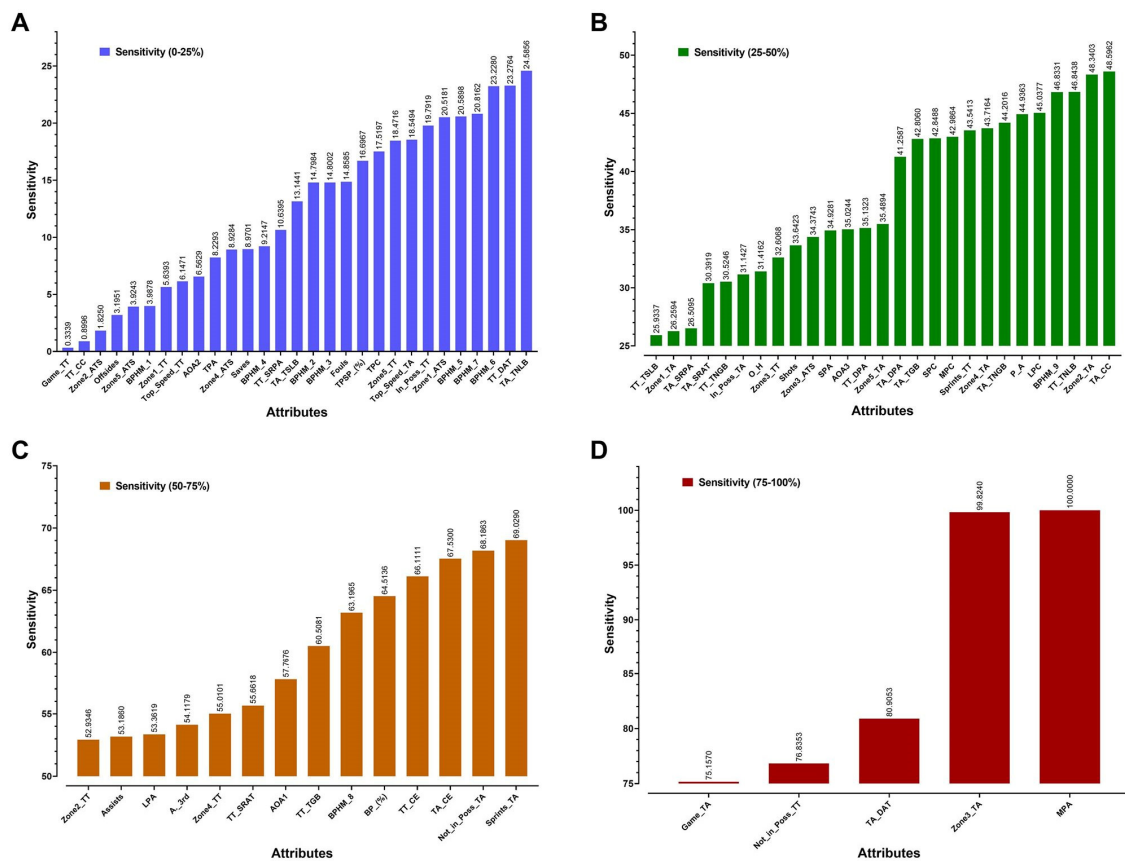 A
Sensitivity (0-25%)
Sensitivity
25
20
15
10
5
0
0.3339
0.8996
1.8250
3.1951
3.9243
3.9878
5.6393
6.1471
6.5629
8.2293
8.9284
8.9701
9.2147
10.6395
13.1441
14.7984
14.8002
14.8585
16.6967
17.5197
18.4716
18.5494
19.7919
20.5181
20.5898
20.8162
23.2280
23.2764
24.5856
Game_TT
TT_CC
Zone2_ATS
Offsides
Zone5_ATS
BPHM_1
Zone1_TT
Top_Speed_TT
AOA2
TPA
Zone4_ATS
Saves
BPHM_4
TT_SRPA
TA_TSLB
BPHM_2
BPHM_3
Fouls
TPSP_(%)
TPC
Zone5_TT
Top_Speed_TA
In_Poss_TT
Zone1_ATS
BPHM_5
BPHM_7
BPHM_6
TT_DAT
TA_TNLB
Attributes
B
Sensitivity (25-50%)
Sensitivity
50
45
40
35
30
25
25.9337
26.2594
26.5095
30.3919
30.5246
31.1427
31.4162
32.6068
33.6423
34.3743
34.9281
35.0244
35.1323
35.4894
41.2587
42.8060
42.8488
42.9864
43.5413
43.7164
44.2016
44.9363
45.0377
46.8331
46.8438
48.3403
48.5962
TT_TSLB
Zone1_TA
TA_SRPA
TA_SRAT
TT_TNGB
In_Poss_TA
O_H
Zone3_TT
Shots
Zone3_ATS
SPA
AOA3
TT_DPA
Zone5_TA
TA_DPA
TA_TGB
SPC
MPC
Sprints_TT
Zone4_TA
TA_TNGB
P_A
LPC
BPHM_9
TT_TNLB
Zone2_TA
TA_CC
Attributes
C
Sensitivity (50-75%)
Sensitivity
75
70
65
60
55
50
52.9346
53.1860
53.3619
54.1179
55.0101
55.6618
57.7676
60.5081
63.1965
64.5136
66.1111
67.5300
68.1863
69.0290
Zone2_TT
Assists
LPA
A._3rd
Zone4_TT
TT_SRAT
AOA1
TT_TGB
BPHM_8
BP_(%)
TT_CE
TA_CE
Not_in_Poss_TA
Sprints_TA
Attributes
D
Sensitivity (75-100%)
Sensitivity
100
95
90
85
80
75
75.1570
76.8353
80.9053
99.8240
100.0000
Game_TA
Not_in_Poss_TT
TA_DAT
Zone3_TA
MPA
Attributes